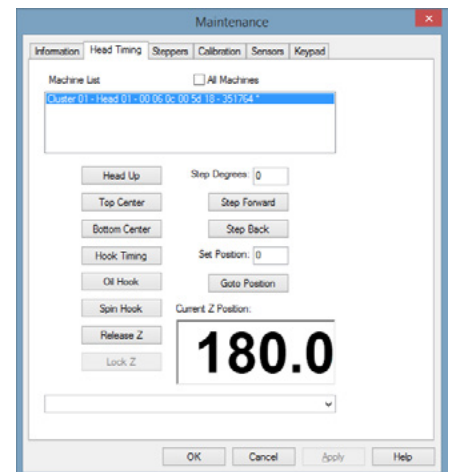 Maintenance
Information Head Timing Steppers Calibration Sensors Keypad
Machine List All Machines
Cluster 01 - Head 01 - 00 06 0c 00 5d 18 - 351764 *
Head Up Step Degrees: 0
Top Center Step Forward
Bottom Center Step Back
Hook Timing Set Position: 0
Oil Hook Goto Position
Spin Hook Current Z Position:
Release Z 180.0
Lock Z
OK Cancel Apply Help